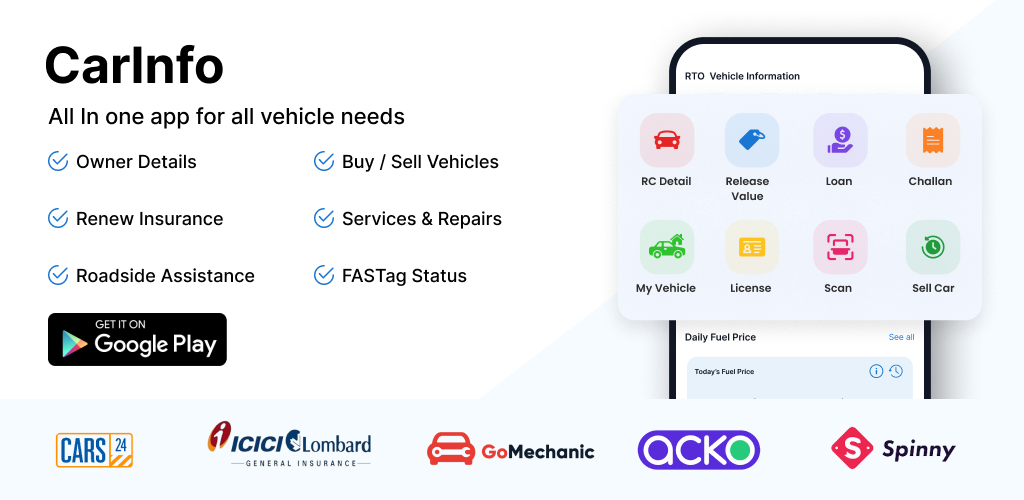 CarInfo
All In one app for all vehicle needs
Owner Details
Buy / Sell Vehicles
Renew Insurance
Services & Repairs
Roadside Assistance
FASTag Status
GET IT ON
Google Play
RTO Vehicle Information
RC Detail
Release
Value
Loan
Challan
My Vehicle
License
Scan
Sell Car
Daily Fuel Price
See all
Today's Fuel Price
CARS 24
ICICI Lombard
GENERAL INSURANCE
GoMechanic
acko
Spinny